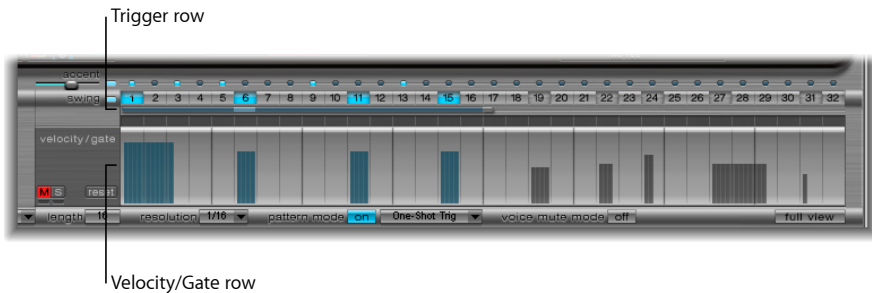 Trigger row
accent
swing 1 2 3 4 5 6 7 8 9 10 11 12 13 14 15 16 17 18 19 20 21 22 23 24 25 26 27 28 29 30 31 32
velocity/gate
M S reset
length 16 resolution 1/16 pattern mode on One-Shot Trig voice mute mode off full view
Velocity/Gate row